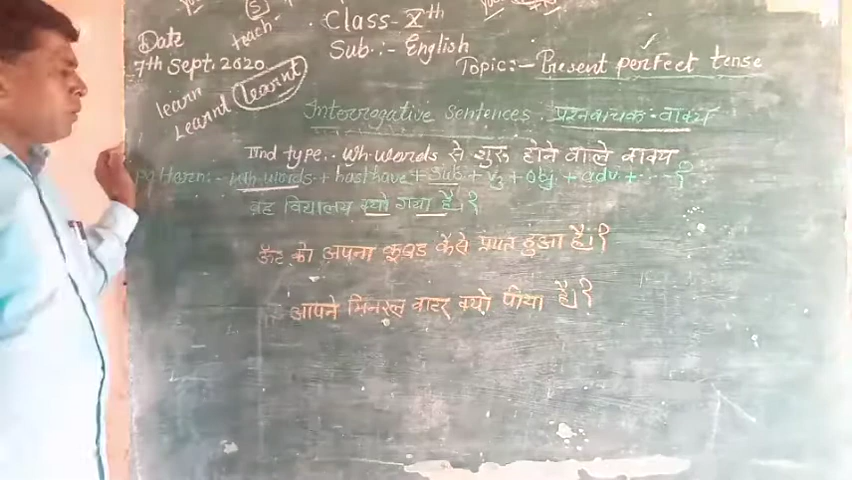 Class-Xth
Date
teach-
Sub.:- English
7th Sept. 2020
Topic:- Present perfect tense
learn
Learnt
(learnt)
Interrogative Sentences. प्रश्नवाचक-वाक्य
IInd type.- Wh-words से शुरू होने वाले वाक्य
Pattern:- Wh-words + has/have + Sub + V3 + obj. + adv. + ....?
वह विद्यालय क्यों गया है?
ऊँट को अपना कूबड कैसे प्राप्त हुआ है?
आपने मिनरल वाटर क्यो पीया है?